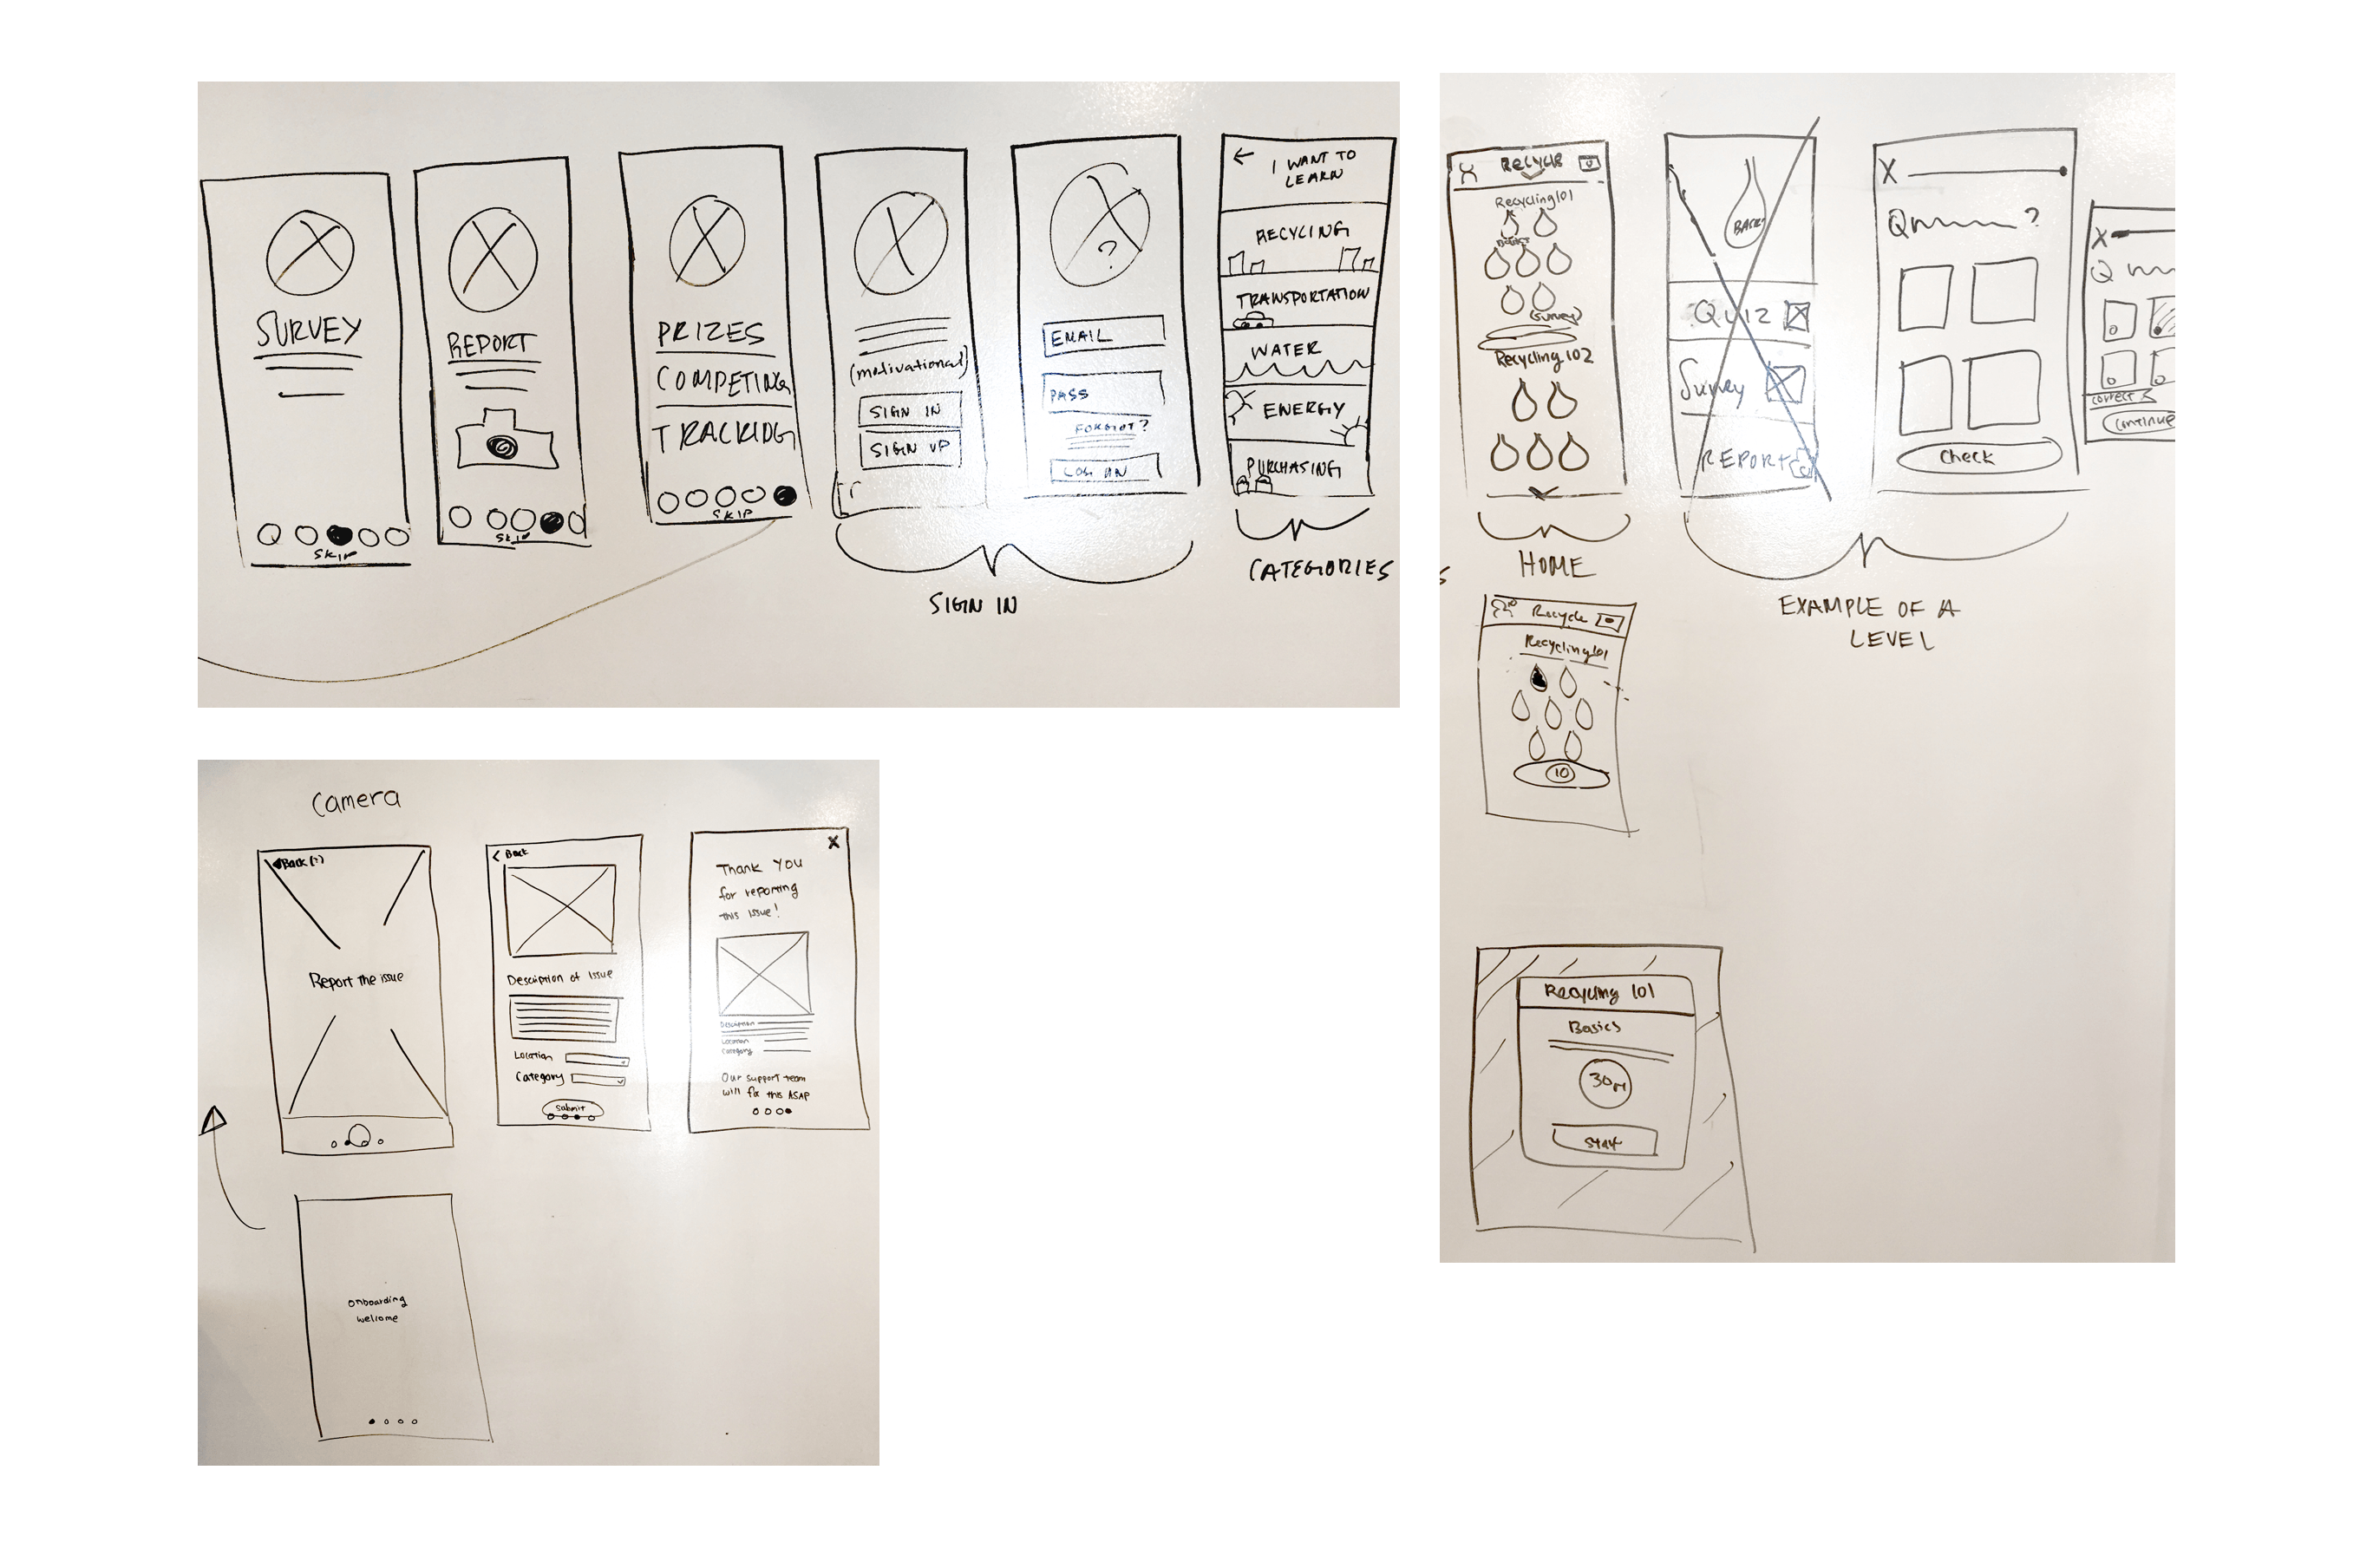 SURVEY
SKIP
REPORT
SKIP
PRIZES
COMPETING
TRACKING
SKIP
(motivational)
SIGN IN
SIGN UP
?
EMAIL
PASS
FORGOT?
LOG IN
SIGN IN
←
I WANT TO
LEARN
RECYCLING
TRANSPORTATION
WATER
ENERGY
PURCHASING
CATEGORIES
RECYCLE
Recycling 101
(survey)
Recycling 102
HOME
Quiz
Survey
REPORT
X
Q ?
Check
X
Q
correct
Continue
EXAMPLE OF A
LEVEL
Recycle
Recycling 101
10
Recycling 101
Basics
START
Camera
Back (?)
Report the issue
< Back
Description of Issue
Location
Category
Submit
X
Thank You
for reporting
this issue!
Description
Location
Category
Our support team
will fix this ASAP
onboarding
welcome